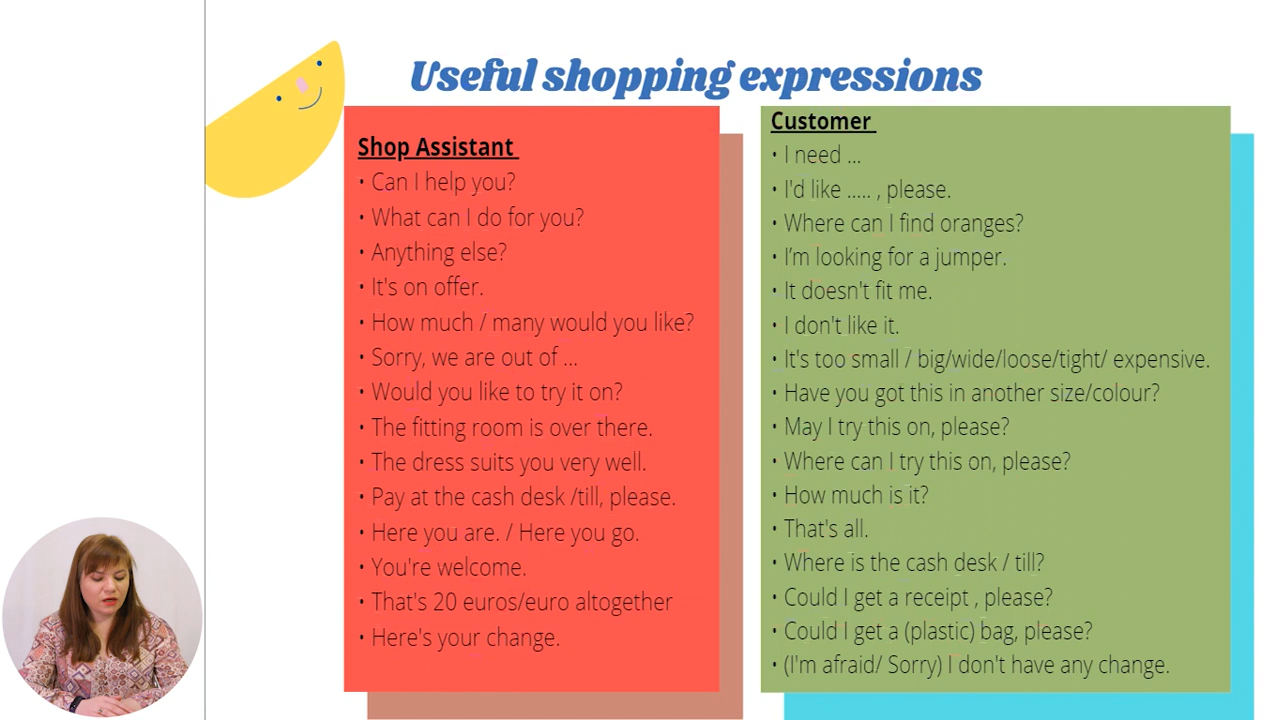 Useful shopping expressions
Shop Assistant
• Can I help you?
• What can I do for you?
• Anything else?
• It's on offer.
• How much / many would you like?
• Sorry, we are out of ...
• Would you like to try it on?
• The fitting room is over there.
• The dress suits you very well.
• Pay at the cash desk /till, please.
• Here you are. / Here you go.
• You're welcome.
• That's 20 euros/euro altogether
• Here's your change.
Customer
• I need ...
• I'd like ..... , please.
• Where can I find oranges?
• I’m looking for a jumper.
• It doesn't fit me.
• I don't like it.
• It's too small / big/wide/loose/tight/ expensive.
• Have you got this in another size/colour?
• May I try this on, please?
• Where can I try this on, please?
• How much is it?
• That's all.
• Where is the cash desk / till?
• Could I get a receipt , please?
• Could I get a (plastic) bag, please?
• (I'm afraid/ Sorry) I don't have any change.